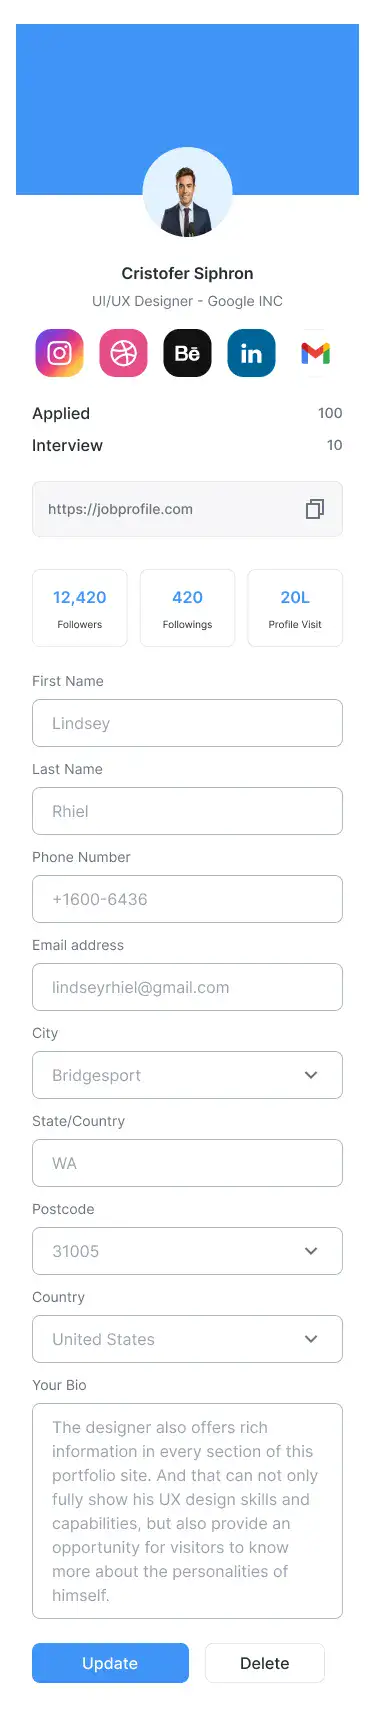 Cristofer Siphron
UI/UX Designer - Google INC
Bē
in
Applied 100
Interview 10
https://jobprofile.com
12,420 420 20L
Followers Followings Profile Visit
First Name
Lindsey
Last Name
Rhiel
Phone Number
+1600-6436
Email address
lindseyrhiel@gmail.com
City
Bridgesport
State/Country
WA
Postcode
31005
Country
United States
Your Bio
The designer also offers rich
information in every section of this
portfolio site. And that can not only
fully show his UX design skills and
capabilities, but also provide an
opportunity for visitors to know
more about the personalities of
himself.
Update Delete